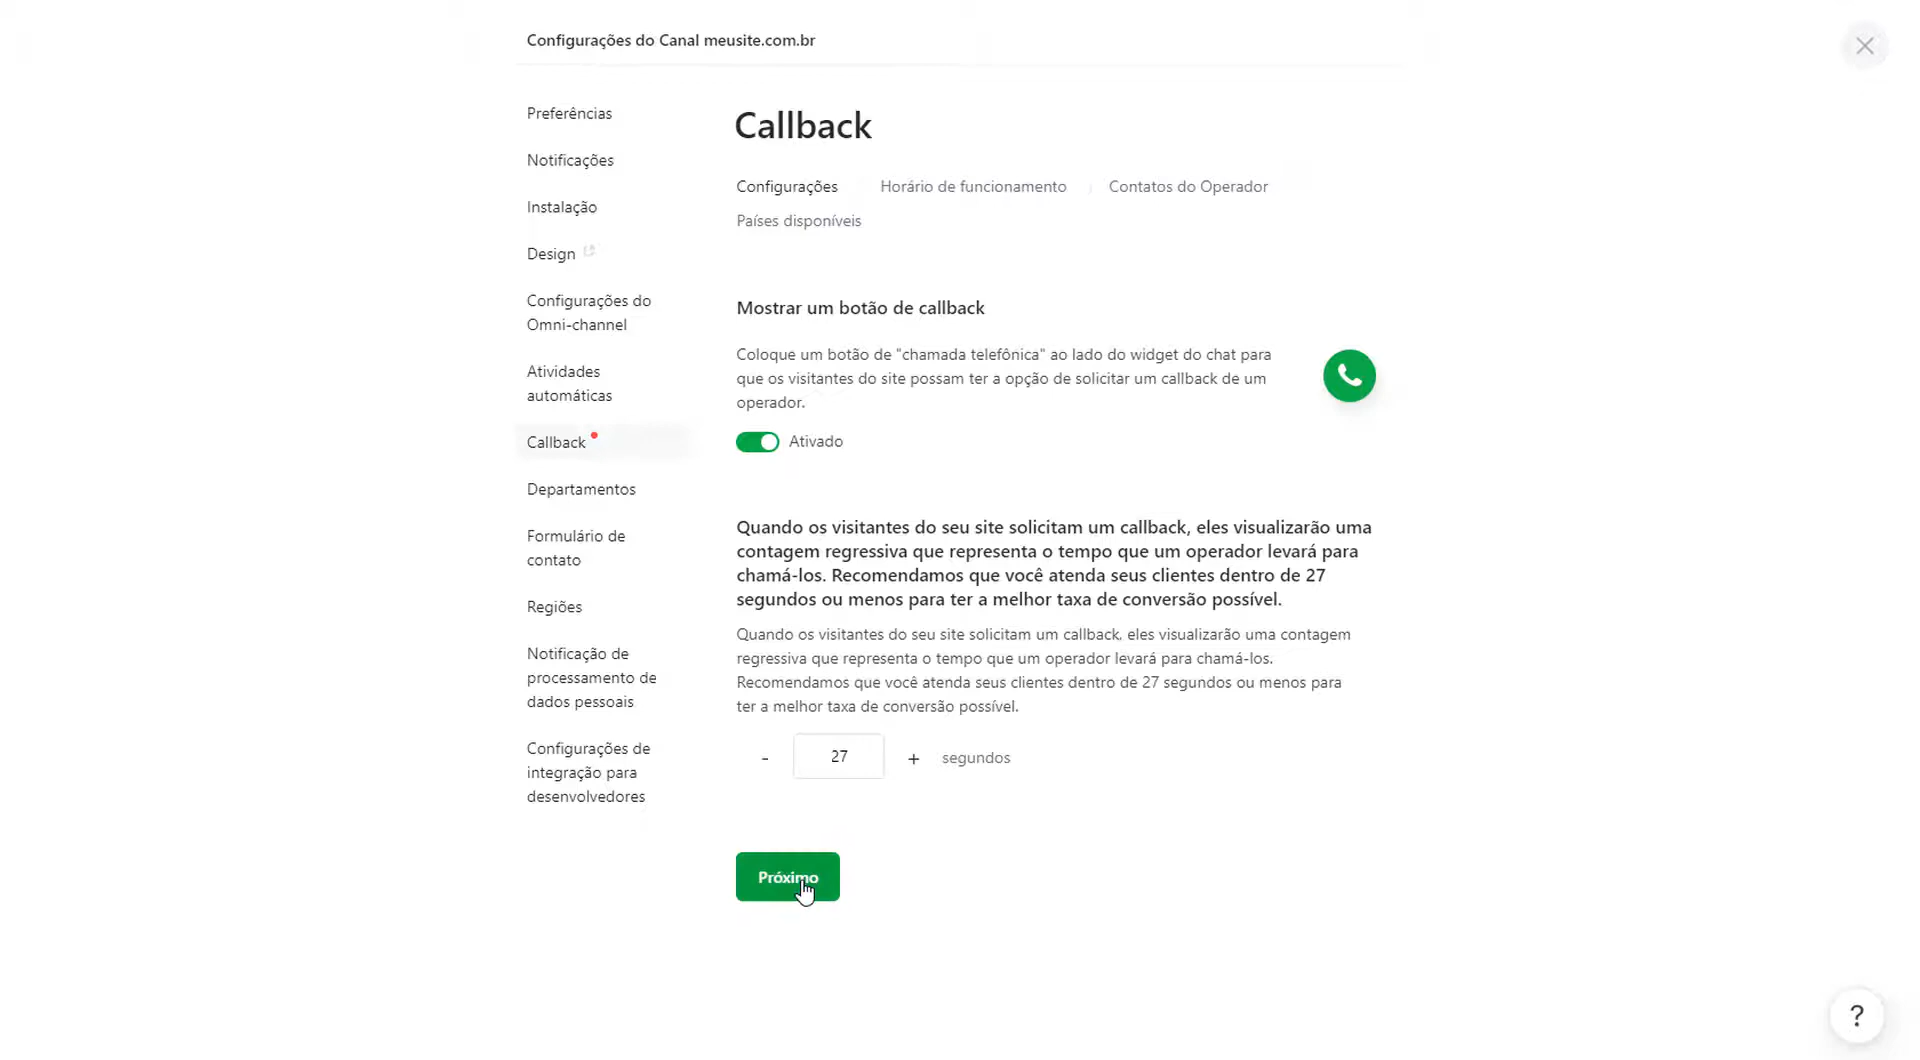 Configurações do Canal meusite.com.br
Preferências
Notificações
Instalação
Design
Configurações do
Omni-channel
Atividades
automáticas
Callback
Departamentos
Formulário de
contato
Regiões
Notificação de
processamento de
dados pessoais
Configurações de
integração para
desenvolvedores
Callback
Configurações Horário de funcionamento Contatos do Operador
Países disponíveis
Mostrar um botão de callback
Coloque um botão de "chamada telefônica" ao lado do widget do chat para
que os visitantes do site possam ter a opção de solicitar um callback de um
operador.
Ativado
Quando os visitantes do seu site solicitam um callback, eles visualizarão uma
contagem regressiva que representa o tempo que um operador levará para
chamá-los. Recomendamos que você atenda seus clientes dentro de 27
segundos ou menos para ter a melhor taxa de conversão possível.
Quando os visitantes do seu site solicitam um callback, eles visualizarão uma contagem
regressiva que representa o tempo que um operador levará para chamá-los.
Recomendamos que você atenda seus clientes dentro de 27 segundos ou menos para
ter a melhor taxa de conversão possível.
- 27 + segundos
Próximo
?